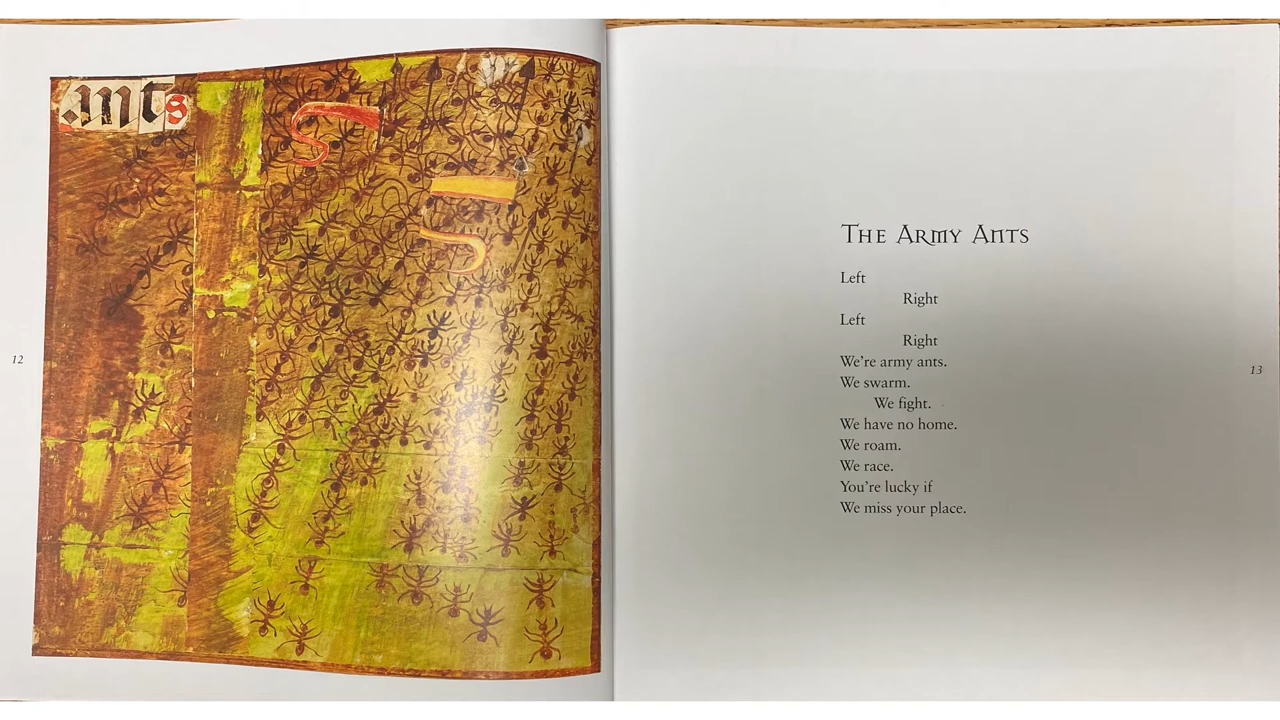 ants
12
THE ARMY ANTS
Left
Right
Left
Right
We're army ants.
We swarm.
We fight.
We have no home.
We roam.
We race.
You're lucky if
We miss your place.
13